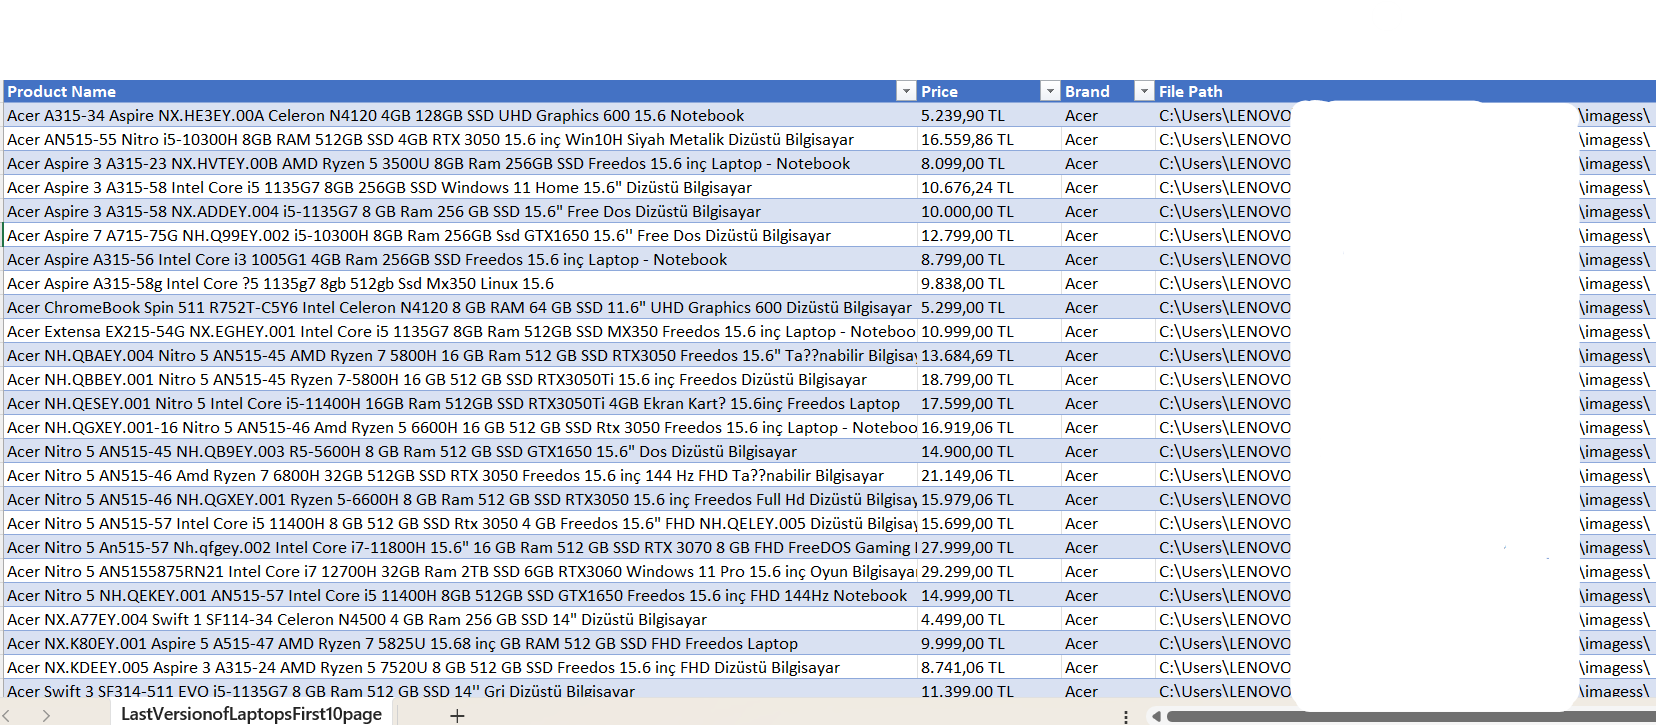 Product Name Price Brand File Path
Acer A315-34 Aspire NX.HE3EY.00A Celeron N4120 4GB 128GB SSD UHD Graphics 600 15.6 Notebook 5.239,90 TL Acer C:\Users\LENOVO \imagess\
Acer AN515-55 Nitro i5-10300H 8GB RAM 512GB SSD 4GB RTX 3050 15.6 inç Win10H Siyah Metalik Dizüstü Bilgisayar 16.559,86 TL Acer C:\Users\LENOVO \imagess\
Acer Aspire 3 A315-23 NX.HVTEY.00B AMD Ryzen 5 3500U 8GB Ram 256GB SSD Freedos 15.6 inç Laptop - Notebook 8.099,00 TL Acer C:\Users\LENOVO \imagess\
Acer Aspire 3 A315-58 Intel Core i5 1135G7 8GB 256GB SSD Windows 11 Home 15.6" Dizüstü Bilgisayar 10.676,24 TL Acer C:\Users\LENOVO \imagess\
Acer Aspire 3 A315-58 NX.ADDEY.004 i5-1135G7 8 GB Ram 256 GB SSD 15.6" Free Dos Dizüstü Bilgisayar 10.000,00 TL Acer C:\Users\LENOVO \imagess\
Acer Aspire 7 A715-75G NH.Q99EY.002 i5-10300H 8GB Ram 256GB Ssd GTX1650 15.6'' Free Dos Dizüstü Bilgisayar 12.799,00 TL Acer C:\Users\LENOVO \imagess\
Acer Aspire A315-56 Intel Core i3 1005G1 4GB Ram 256GB SSD Freedos 15.6 inç Laptop - Notebook 8.799,00 TL Acer C:\Users\LENOVO \imagess\
Acer Aspire A315-58g Intel Core ?5 1135g7 8gb 512gb Ssd Mx350 Linux 15.6 9.838,00 TL Acer C:\Users\LENOVO \imagess\
Acer ChromeBook Spin 511 R752T-C5Y6 Intel Celeron N4120 8 GB RAM 64 GB SSD 11.6" UHD Graphics 600 Dizüstü Bilgisayar 5.299,00 TL Acer C:\Users\LENOVO \imagess\
Acer Extensa EX215-54G NX.EGHEY.001 Intel Core i5 1135G7 8GB Ram 512GB SSD MX350 Freedos 15.6 inç Laptop - Noteboo 10.999,00 TL Acer C:\Users\LENOVO \imagess\
Acer NH.QBAEY.004 Nitro 5 AN515-45 AMD Ryzen 7 5800H 16 GB Ram 512 GB SSD RTX3050 Freedos 15.6" Ta??nabilir Bilgisay 13.684,69 TL Acer C:\Users\LENOVO \imagess\
Acer NH.QBBEY.001 Nitro 5 AN515-45 Ryzen 7-5800H 16 GB 512 GB SSD RTX3050Ti 15.6 inç Freedos Dizüstü Bilgisayar 18.799,00 TL Acer C:\Users\LENOVO \imagess\
Acer NH.QESEY.001 Nitro 5 Intel Core i5-11400H 16GB Ram 512GB SSD RTX3050Ti 4GB Ekran Kart? 15.6inç Freedos Laptop 17.599,00 TL Acer C:\Users\LENOVO \imagess\
Acer NH.QGXEY.001-16 Nitro 5 AN515-46 Amd Ryzen 5 6600H 16 GB 512 GB SSD Rtx 3050 Freedos 15.6 inç Laptop - Noteboo 16.919,06 TL Acer C:\Users\LENOVO \imagess\
Acer Nitro 5 AN515-45 NH.QB9EY.003 R5-5600H 8 GB Ram 512 GB SSD GTX1650 15.6" Dos Dizüstü Bilgisayar 14.900,00 TL Acer C:\Users\LENOVO \imagess\
Acer Nitro 5 AN515-46 Amd Ryzen 7 6800H 32GB 512GB SSD RTX 3050 Freedos 15.6 inç 144 Hz FHD Ta??nabilir Bilgisayar 21.149,06 TL Acer C:\Users\LENOVO \imagess\
Acer Nitro 5 AN515-46 NH.QGXEY.001 Ryzen 5-6600H 8 GB Ram 512 GB SSD RTX3050 15.6 inç Freedos Full Hd Dizüstü Bilgisay 15.979,06 TL Acer C:\Users\LENOVO \imagess\
Acer Nitro 5 AN515-57 Intel Core i5 11400H 8 GB 512 GB SSD Rtx 3050 4 GB Freedos 15.6" FHD NH.QELEY.005 Dizüstü Bilgisay 15.699,00 TL Acer C:\Users\LENOVO \imagess\
Acer Nitro 5 An515-57 Nh.qfgey.002 Intel Core i7-11800H 15.6" 16 GB Ram 512 GB SSD RTX 3070 8 GB FHD FreeDOS Gaming 27.999,00 TL Acer C:\Users\LENOVO \imagess\
Acer Nitro 5 AN5155875RN21 Intel Core i7 12700H 32GB Ram 2TB SSD 6GB RTX3060 Windows 11 Pro 15.6 inç Oyun Bilgisaya 29.299,00 TL Acer C:\Users\LENOVO \imagess\
Acer Nitro 5 NH.QEKEY.001 AN515-57 Intel Core i5 11400H 8GB 512GB SSD GTX1650 Freedos 15.6 inç FHD 144Hz Notebook 14.999,00 TL Acer C:\Users\LENOVO \imagess\
Acer NX.A77EY.004 Swift 1 SF114-34 Celeron N4500 4 GB Ram 256 GB SSD 14" Dizüstü Bilgisayar 4.499,00 TL Acer C:\Users\LENOVO \imagess\
Acer NX.K80EY.001 Aspire 5 A515-47 AMD Ryzen 7 5825U 15.68 inç GB RAM 512 GB SSD FHD Freedos Laptop 9.999,00 TL Acer C:\Users\LENOVO \imagess\
Acer NX.KDEEY.005 Aspire 3 A315-24 AMD Ryzen 5 7520U 8 GB 512 GB SSD Freedos 15.6 inç FHD Dizüstü Bilgisayar 8.741,06 TL Acer C:\Users\LENOVO \imagess\
Acer Swift 3 SF314-511 EVO i5-1135G7 8 GB Ram 512 GB SSD 14'' Gri Dizüstü Bilgisayar 11.399,00 TL Acer C:\Users\LENOVO \imagess\
LastVersionofLaptopsFirst10page